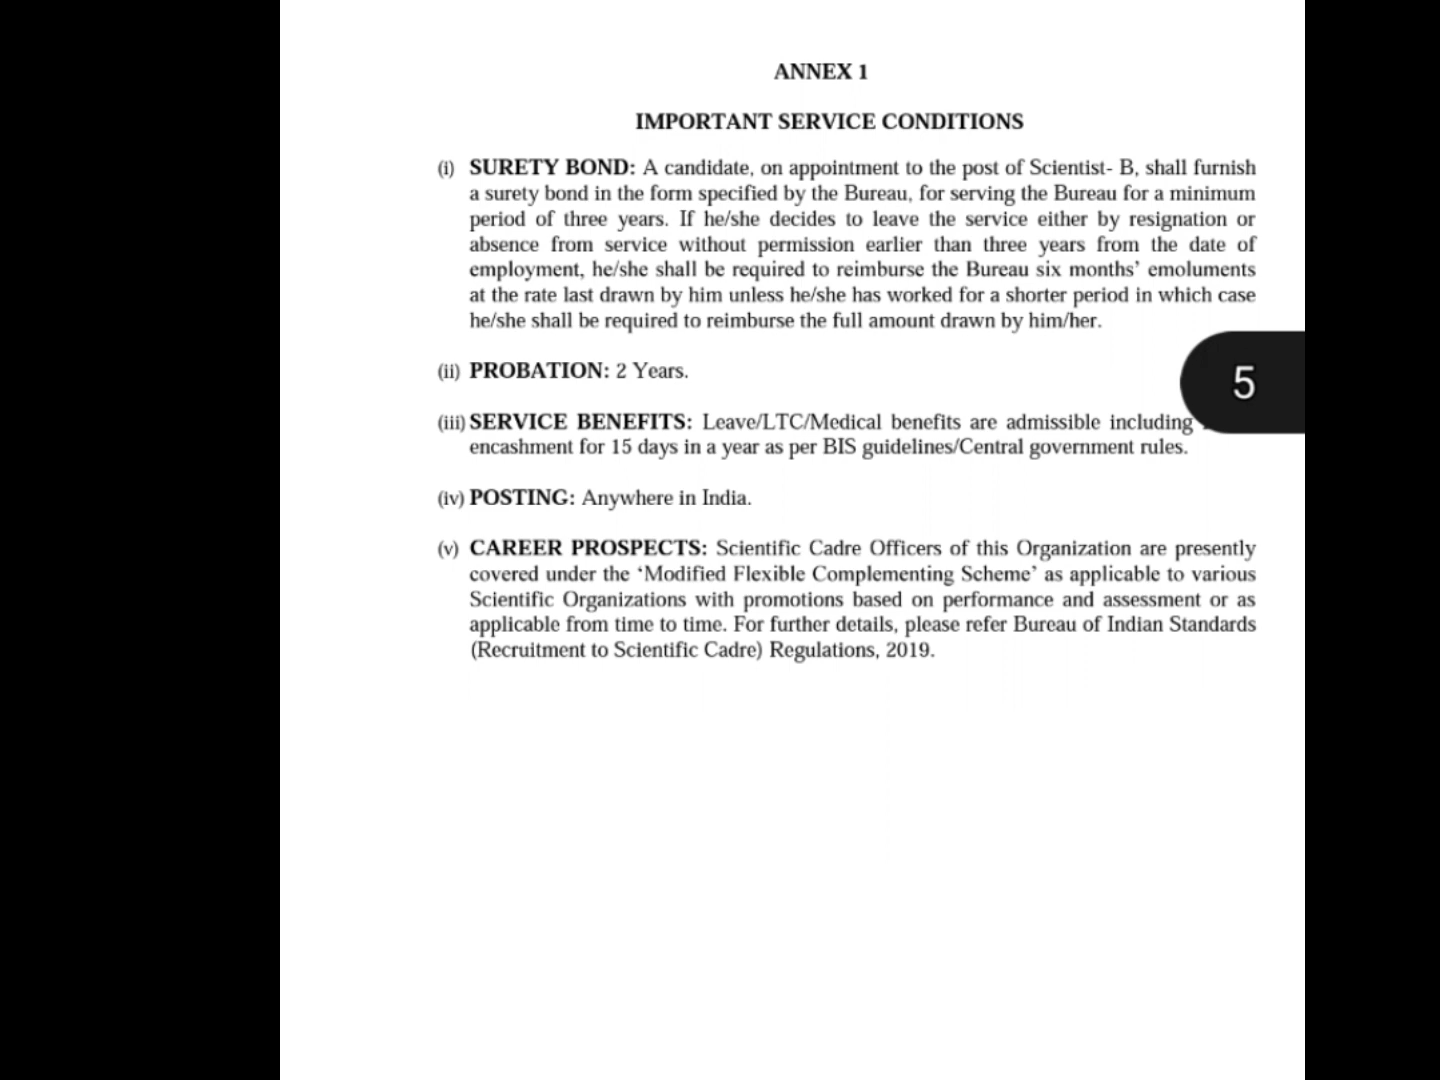 ANNEX 1
IMPORTANT SERVICE CONDITIONS
(i) SURETY BOND: A candidate, on appointment to the post of Scientist- B, shall furnish
a surety bond in the form specified by the Bureau, for serving the Bureau for a minimum
period of three years. If he/she decides to leave the service either by resignation or
absence from service without permission earlier than three years from the date of
employment, he/she shall be required to reimburse the Bureau six months’ emoluments
at the rate last drawn by him unless he/she has worked for a shorter period in which case
he/she shall be required to reimburse the full amount drawn by him/her.
(ii) PROBATION: 2 Years.
5
(iii) SERVICE BENEFITS: Leave/LTC/Medical benefits are admissible including
encashment for 15 days in a year as per BIS guidelines/Central government rules.
(iv) POSTING: Anywhere in India.
(v) CAREER PROSPECTS: Scientific Cadre Officers of this Organization are presently
covered under the ‘Modified Flexible Complementing Scheme’ as applicable to various
Scientific Organizations with promotions based on performance and assessment or as
applicable from time to time. For further details, please refer Bureau of Indian Standards
(Recruitment to Scientific Cadre) Regulations, 2019.